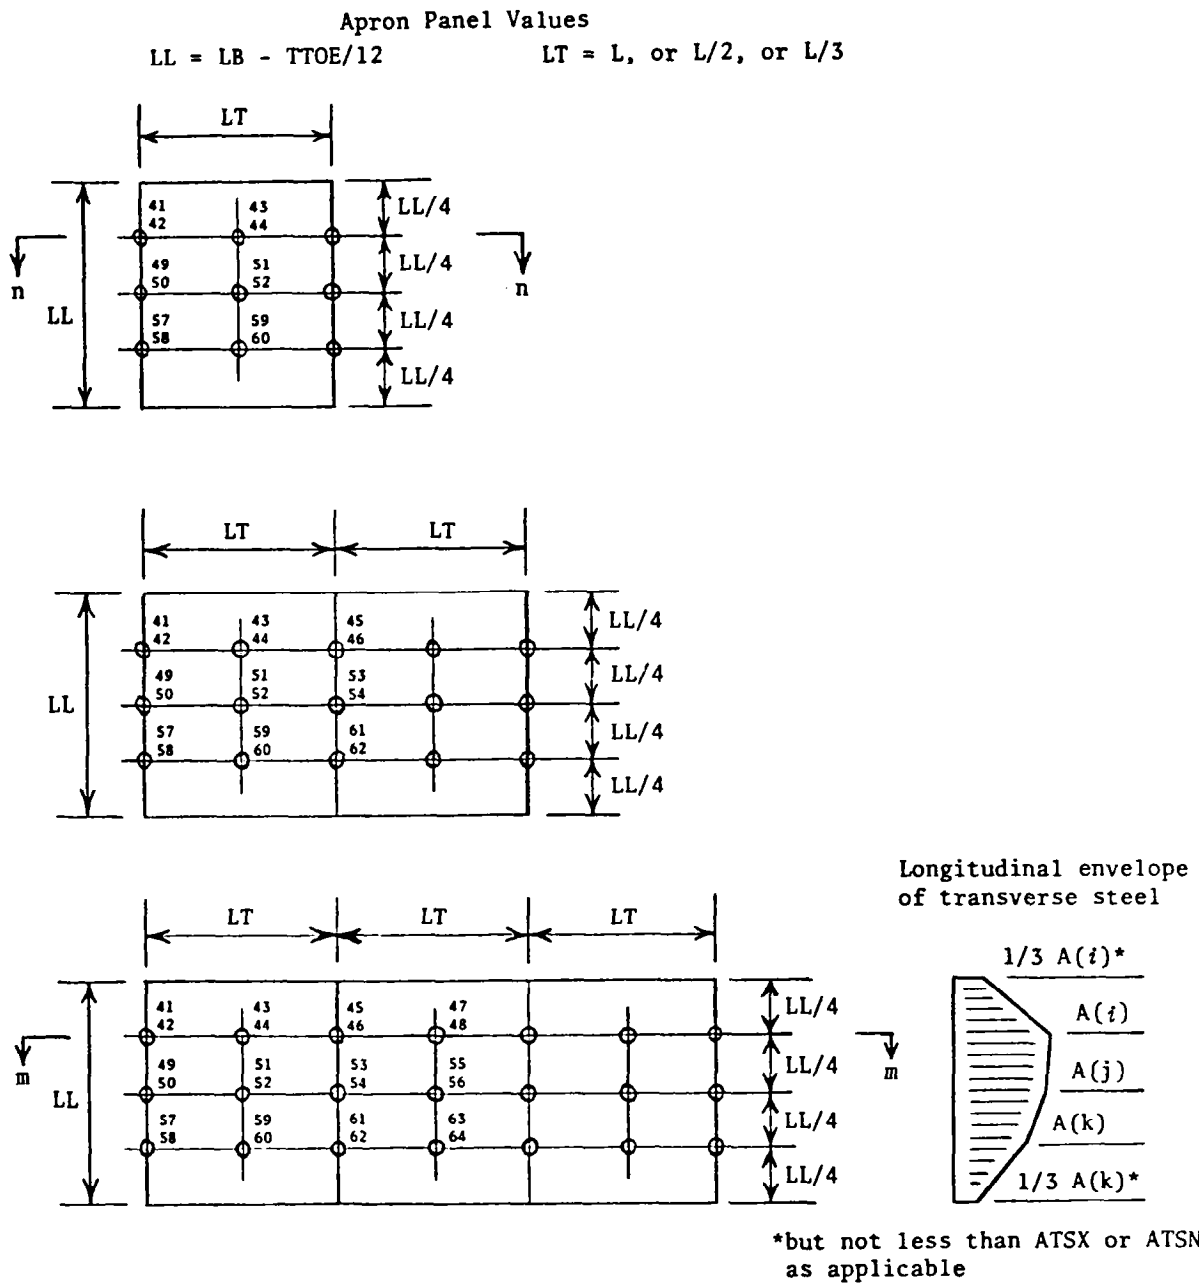 Apron Panel Values
LL = LB - TTOE/12 LT = L, or L/2, or L/3
LT
41 43
42 44
LL/4
n n
49 51
50 52
LL/4
LL
57 59
58 60
LL/4
LL/4
LT LT
41 43 45
42 44 46
LL/4
49 51 53
50 52 54
LL/4
LL
57 59 61
58 60 62
LL/4
LL/4
Longitudinal envelope
of transverse steel
LT LT LT
1/3 A(i)*
41 43 45 47
42 44 46 48
LL/4
A(i)
m m
49 51 53 55
50 52 54 56
LL/4
A(j)
LL
57 59 61 63
58 60 62 64
LL/4
A(k)
LL/4
1/3 A(k)*
*but not less than ATSX or ATSN
as applicable